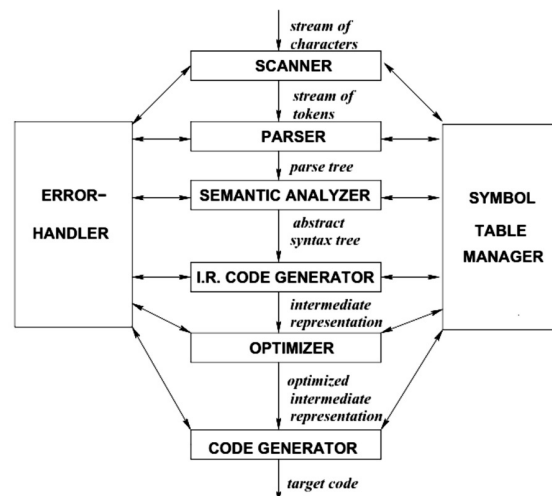 stream of
characters
SCANNER
stream of
tokens
PARSER
parse tree
ERROR-
HANDLER
SEMANTIC ANALYZER
SYMBOL
TABLE
MANAGER
abstract
syntax tree
I.R. CODE GENERATOR
intermediate
representation
OPTIMIZER
optimized
intermediate
representation
CODE GENERATOR
target code